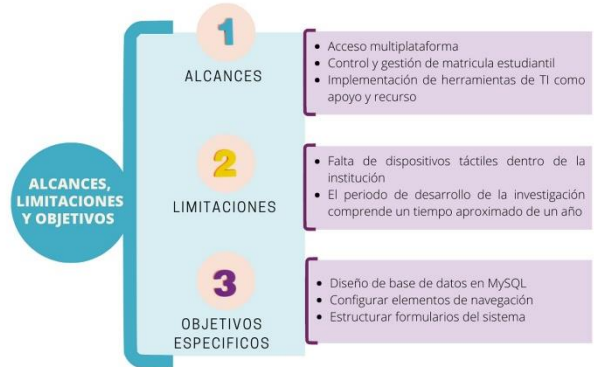 ALCANCES,
LIMITACIONES
Y OBJETIVOS
1
ALCANCES
• Acceso multiplataforma
• Control y gestión de matricula estudiantil
• Implementación de herramientas de TI como
apoyo y recurso
2
LIMITACIONES
• Falta de dispositivos táctiles dentro de la
institución
• El periodo de desarrollo de la investigación
comprende un tiempo aproximado de un año
3
OBJETIVOS
ESPECIFICOS
• Diseño de base de datos en MySQL
• Configurar elementos de navegación
• Estructurar formularios del sistema